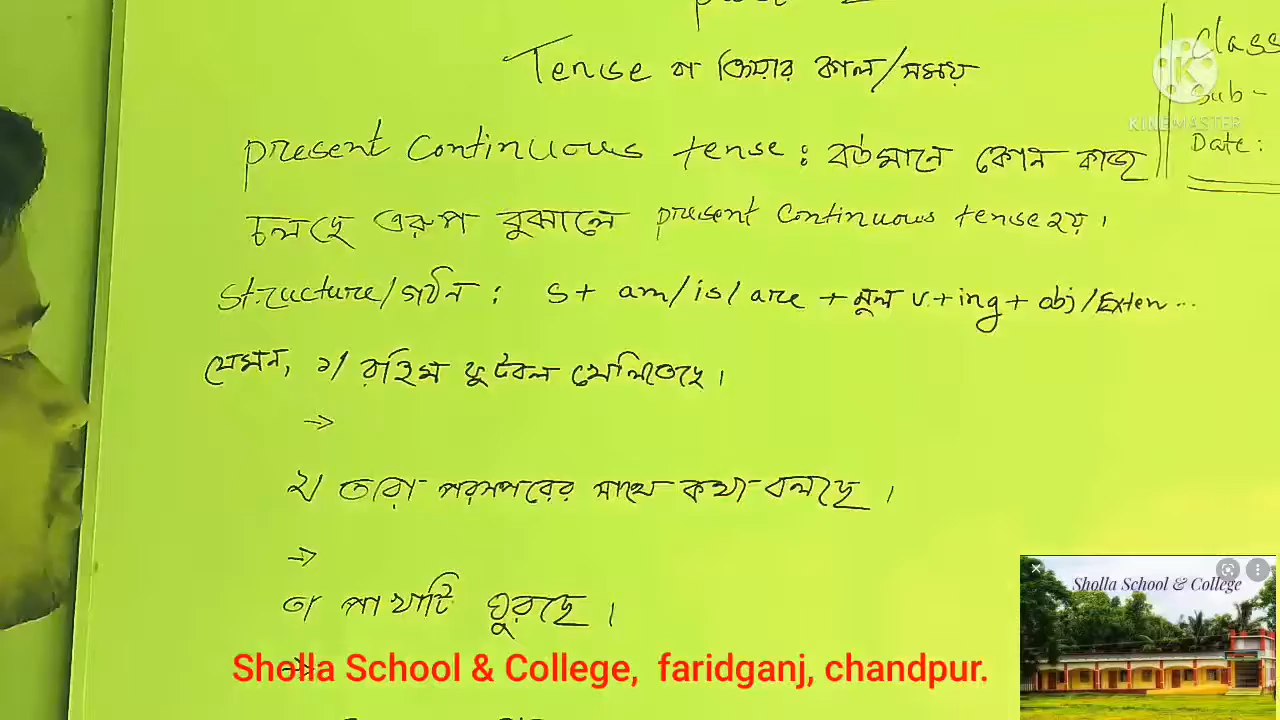 Tense বা ক্রিয়ার কাল/সময়
Class
Sub -
Date:
KINEMASTER
present continuous tense : বর্তমানে কোন কাজ
চলছে এরূপ বুঝালে present continuous tense হয়।
Structure/গঠন : S + am/is/are + মূল v.+ing+ obj/Exten...
যেমন, ১/ রহিম ফুটবল খেলিতেছে।
→
২/ তারা পরসপরের সাথে কথা বলছে।
→
৩/ পাখাটি ঘুরছে।
→
Sholla School & College, faridganj, chandpur.
Sholla School & College